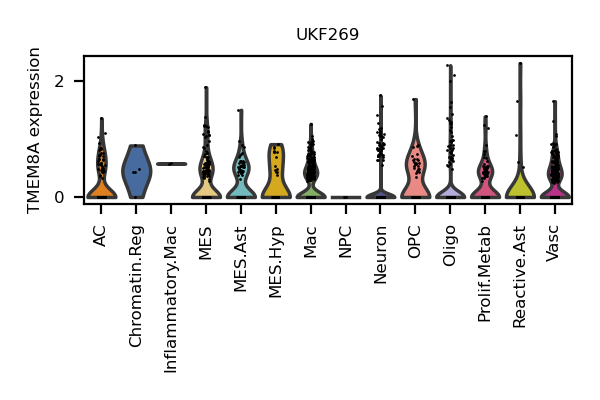 UKF269
TMEM8A expression
2
0
AC
Chromatin.Reg
Inflammatory.Mac
MES
MES.Ast
MES.Hyp
Mac
NPC
Neuron
OPC
Oligo
Prolif.Metab
Reactive.Ast
Vasc